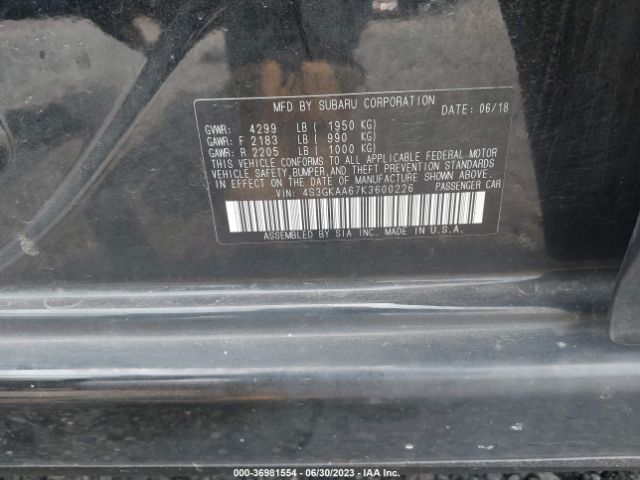 MFD BY SUBARU CORPORATION DATE: 06/18
GVWR: 4299 LB ( 1950 KG)
GAWR: F 2183 LB ( 990 KG)
GAWR: R 2205 LB ( 1000 KG)
THIS VEHICLE CONFORMS TO ALL APPLICABLE FEDERAL MOTOR
VEHICLE SAFETY,BUMPER,AND THEFT PREVENTION STANDARDS
IN EFFECT ON THE DATE OF MANUFACTURE SHOWN ABOVE.
VIN: 4S3GKAA67K3600226 PASSENGER CAR
ASSEMBLED BY SIA INC. MADE IN U.S.A.
000-36981554 - 06/30/2023 - IAA Inc.